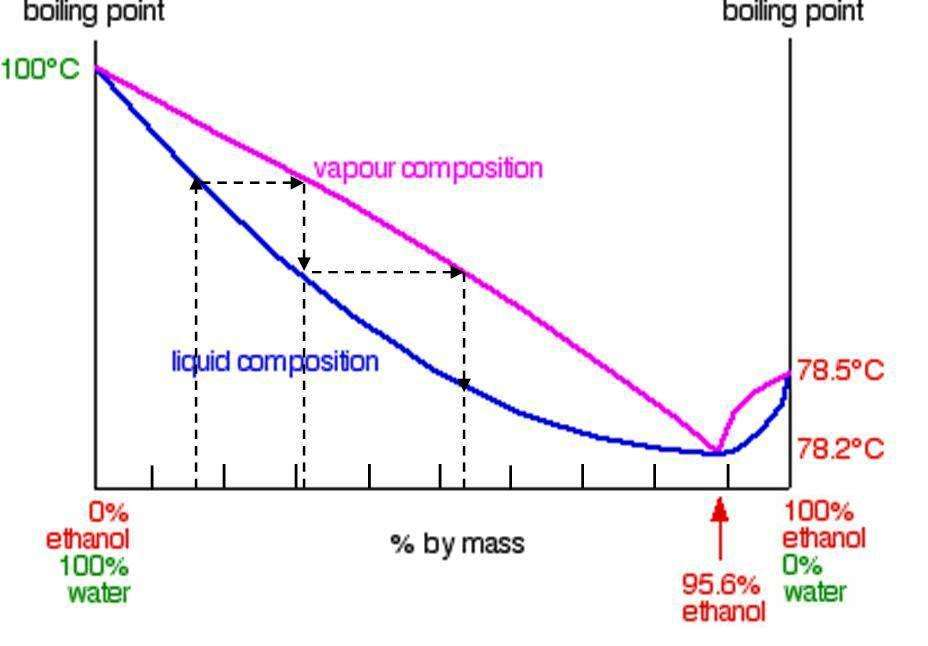 boiling point
boiling point
100°C
vapour composition
liquid composition
78.5°C
78.2°C
0%
ethanol
100%
water
% by mass
95.6%
ethanol
100%
ethanol
0%
water